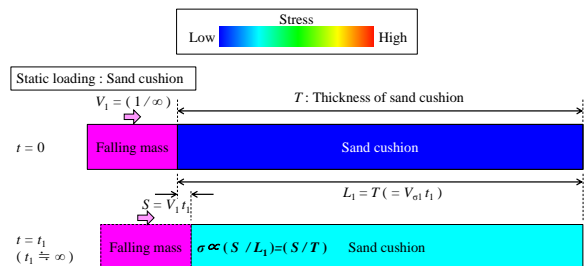 Stress
Low High
Static loading : Sand cushion
V₁ = ( 1 / ∞ )
T : Thickness of sand cushion
t = 0
Falling mass
Sand cushion
L₁ = T ( = Vσ₁ t₁ )
S = V₁ t₁
t = t₁
( t₁ ≒ ∞ )
Falling mass
σ ∝ ( S / L₁ )=( S / T )
Sand cushion